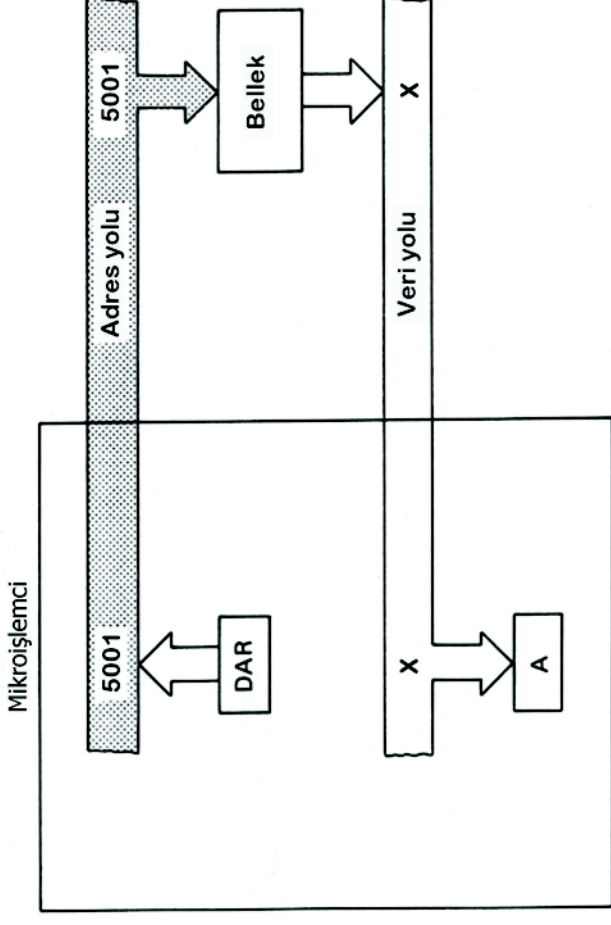 Mikroişlemci
5001
Adres yolu
5001
DAR
Bellek
X
Veri yolu
X
A